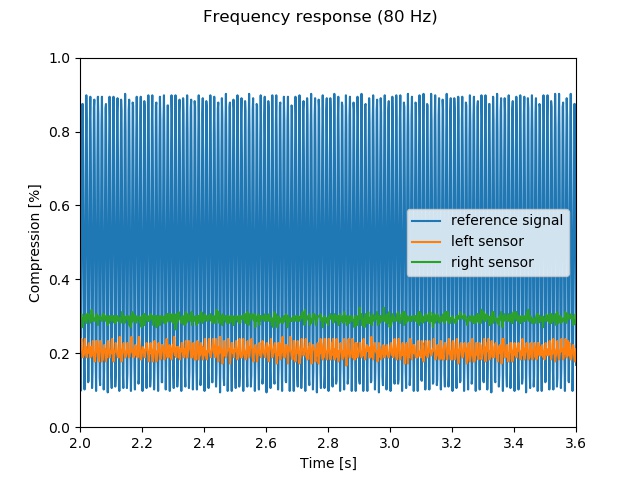 Frequency response (80 Hz)
1.0
0.8
0.6
0.4
0.2
0.0
Compression [%]
reference signal
left sensor
right sensor
2.0 2.2 2.4 2.6 2.8 3.0 3.2 3.4 3.6
Time [s]